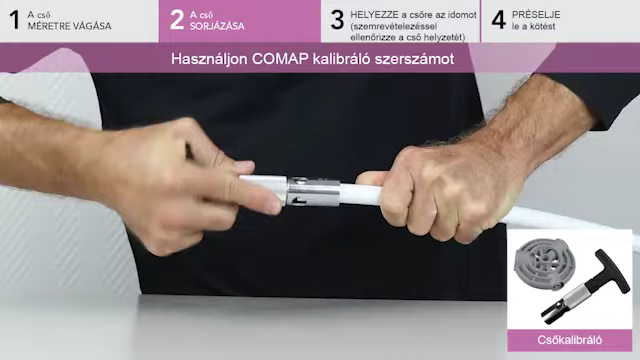 1 A cső
MÉRETRE VÁGÁSA
2 A cső
SORJÁZÁSA
3 HELYEZZE a csőre az idomot
(szemrevételezéssel
ellenőrizze a cső helyzetét)
4 PRÉSELJE
le a kötést
Használjon COMAP kalibráló szerszámot
Csőkalibráló